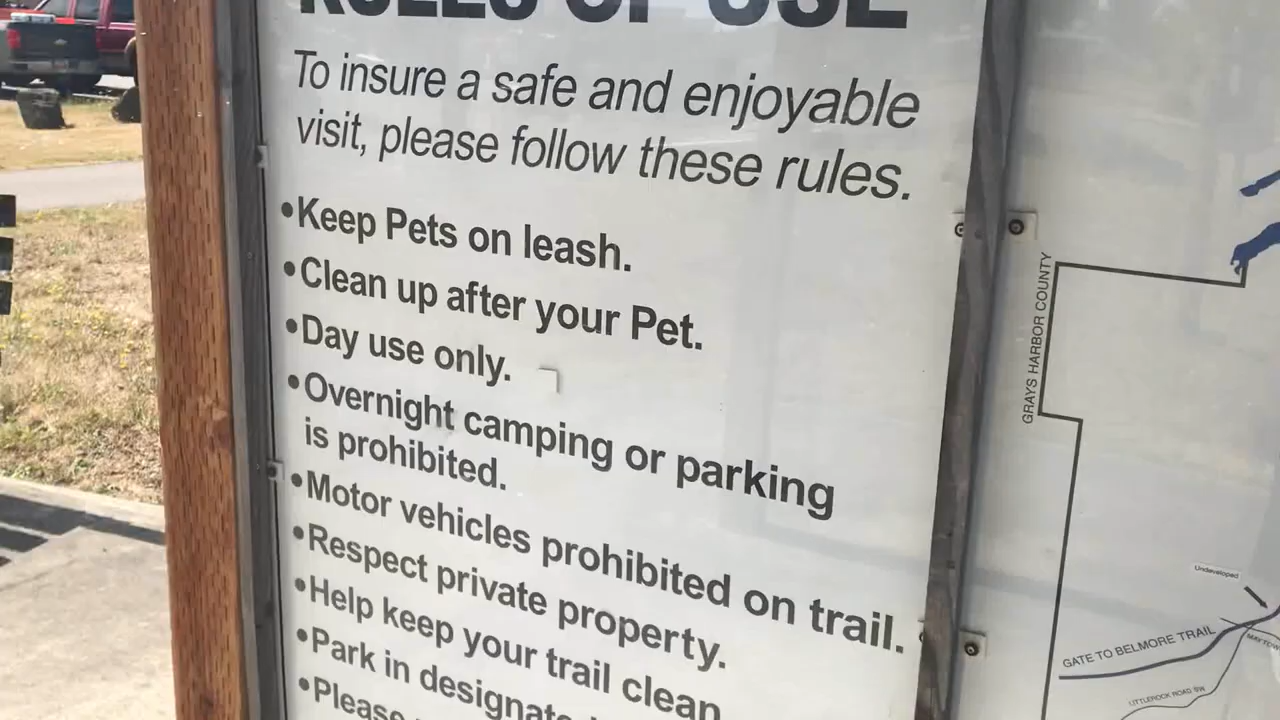 RULES OF USE
To insure a safe and enjoyable
visit, please follow these rules.
•Keep Pets on leash.
•Clean up after your Pet.
•Day use only.
•Overnight camping or parking
is prohibited.
•Motor vehicles prohibited on trail.
•Respect private property.
•Help keep your trail clean
•Park in
•Please
GRAYS HARBOR COUNTY
Undeveloped
GATE TO BELMORE TRAIL
LITTLEROCK ROAD SW